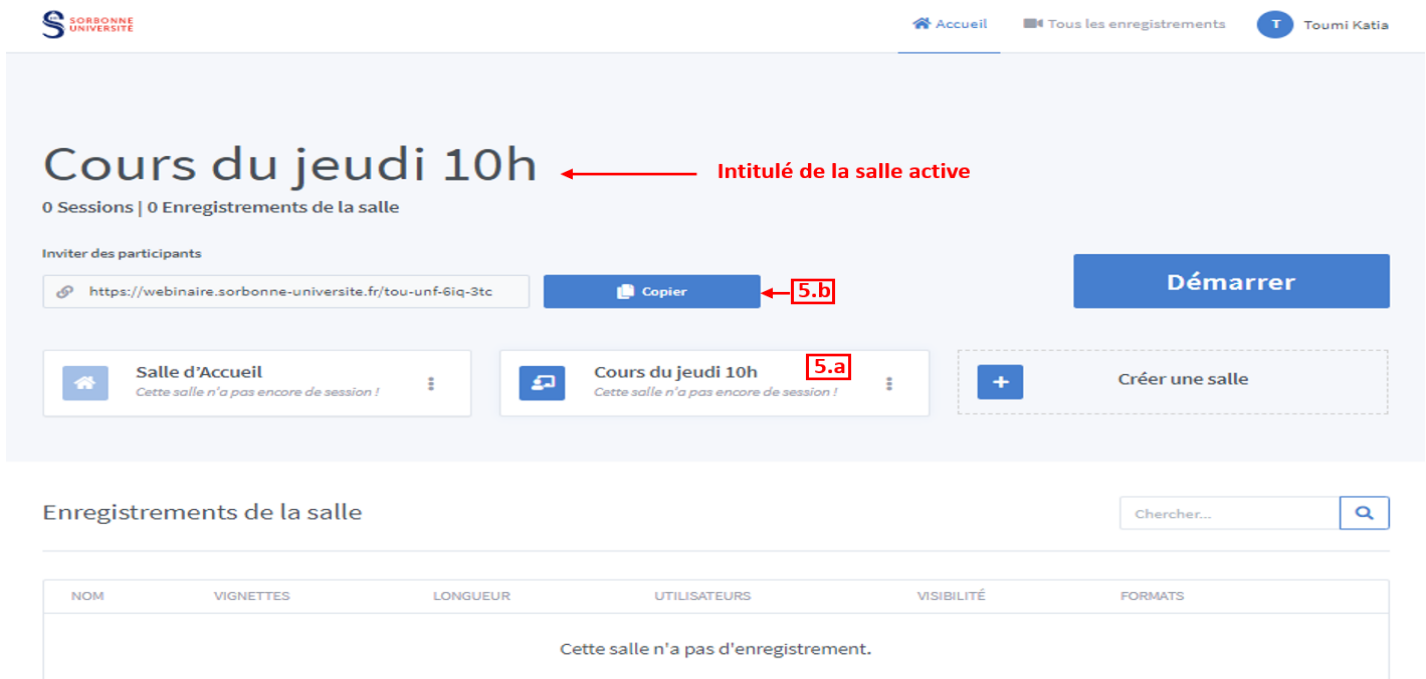 SORBONNE
UNIVERSITÉ
Accueil
Tous les enregistrements
T
Toumi Katia
Cours du jeudi 10h
Intitulé de la salle active
0 Sessions | 0 Enregistrements de la salle
Inviter des participants
https://webinaire.sorbonne-universite.fr/tou-unf-6iq-3tc
Copier
5.b
Démarrer
Salle d'Accueil
Cette salle n'a pas encore de session !
Cours du jeudi 10h
5.a
Cette salle n'a pas encore de session !
Créer une salle
Enregistrements de la salle
Chercher...
NOM VIGNETTES LONGUEUR UTILISATEURS VISIBILITÉ FORMATS
Cette salle n'a pas d'enregistrement.